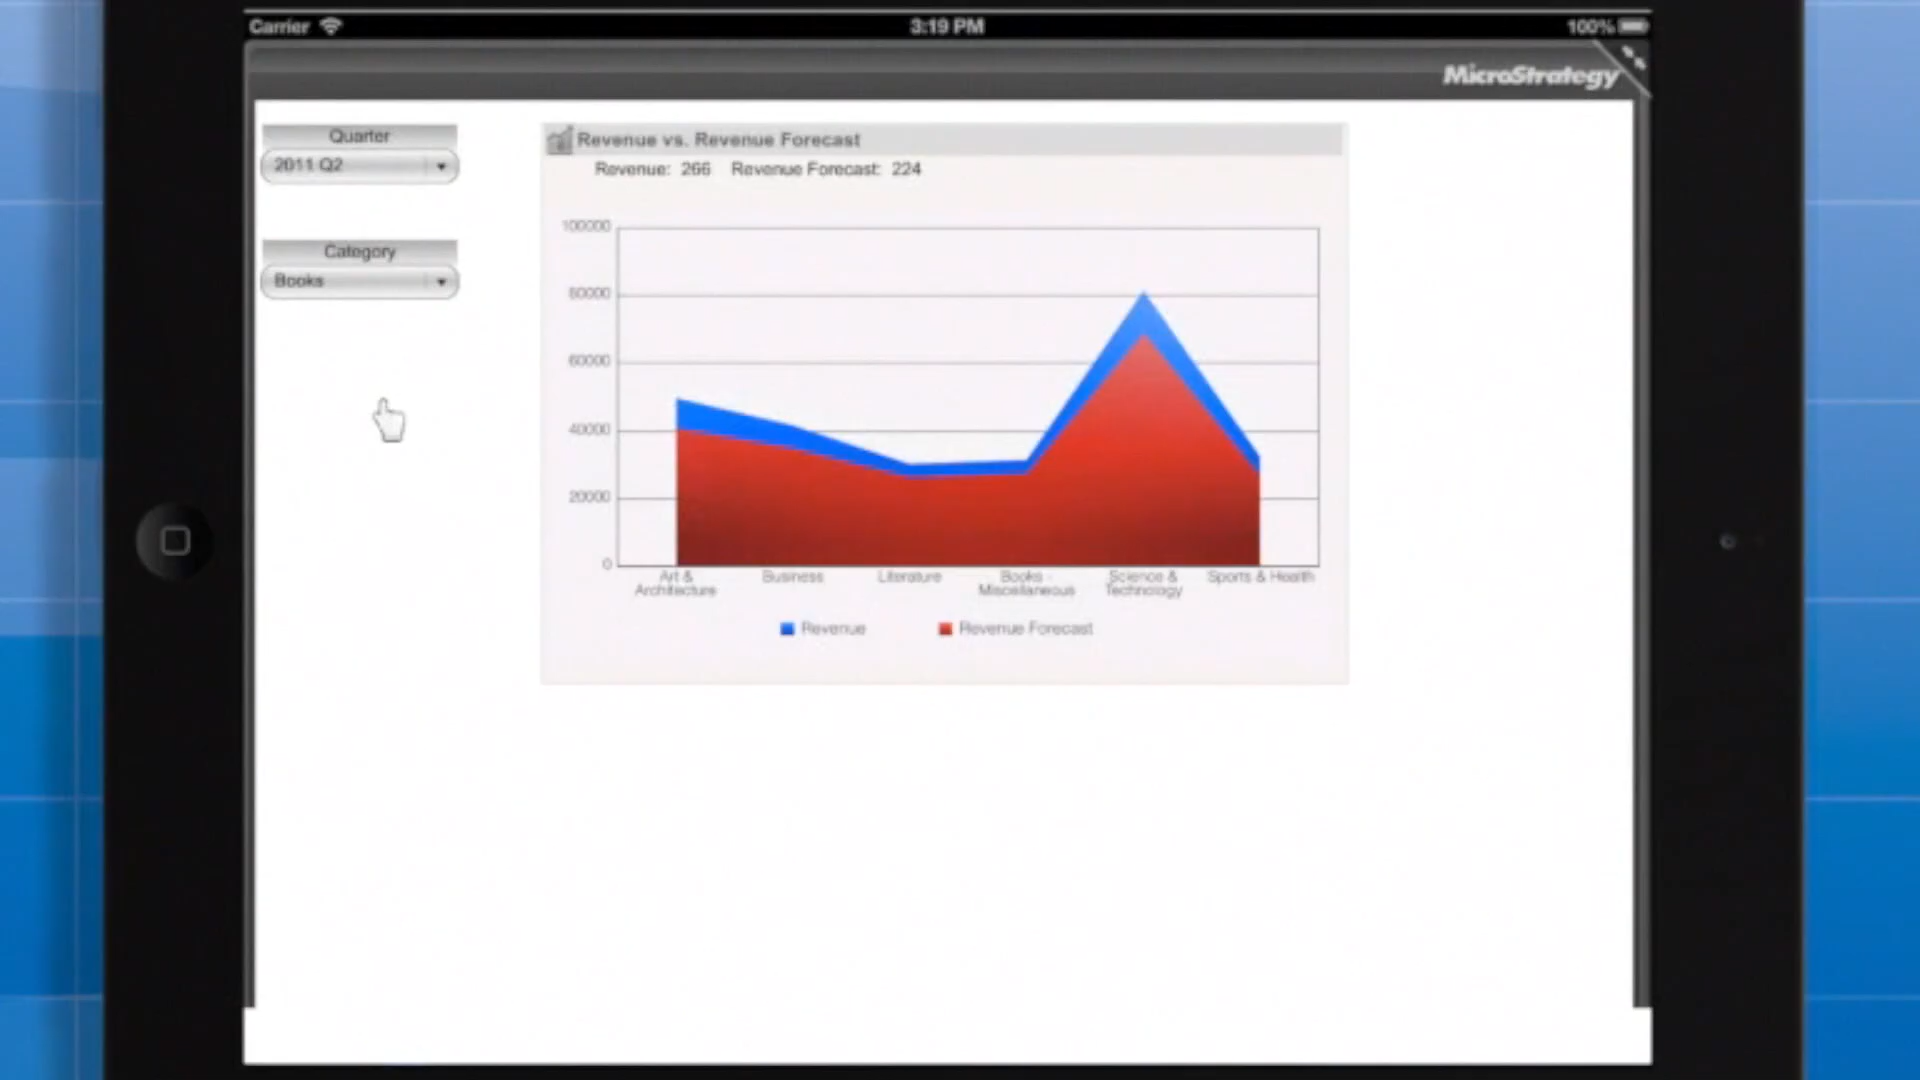 Carrier 3:19 PM 100%
MicroStrategy
Quarter
2011 Q2
Category
Books
Revenue vs. Revenue Forecast
Revenue: 266 Revenue Forecast: 224
100000
80000
60000
40000
20000
0
Art & Architecture
Business
Literature
Books - Miscellaneous
Science & Technology
Sports & Health
Revenue
Revenue Forecast